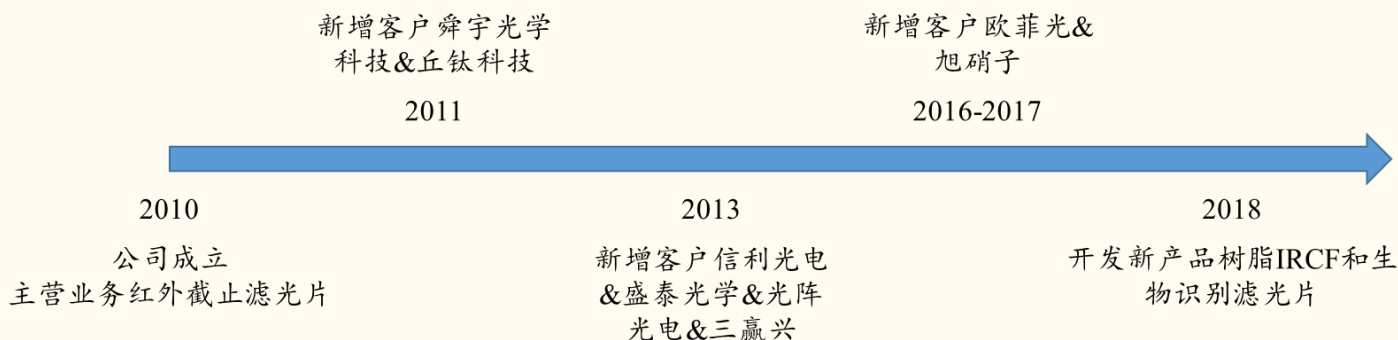 新增客户舜宇光学
科技&丘钛科技
2011
新增客户欧菲光&
旭硝子
2016-2017
2010
公司成立
主营业务红外截止滤光片
2013
新增客户信利光电
&盛泰光学&光阵
光电&三赢兴
2018
开发新产品树脂IRCF和生
物识别滤光片